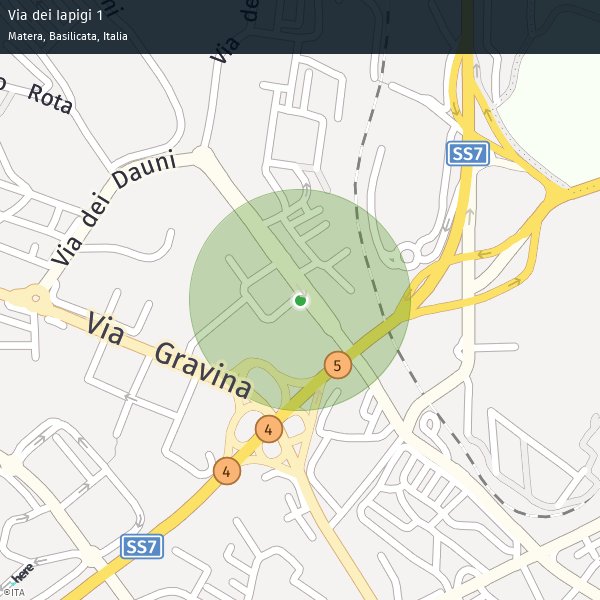 Via dei Iapigi 1
Matera, Basilicata, Italia
Via de
Rota
SS7
Via dei Dauni
Via Gravina
5
4
4
SS7
here
©ITA